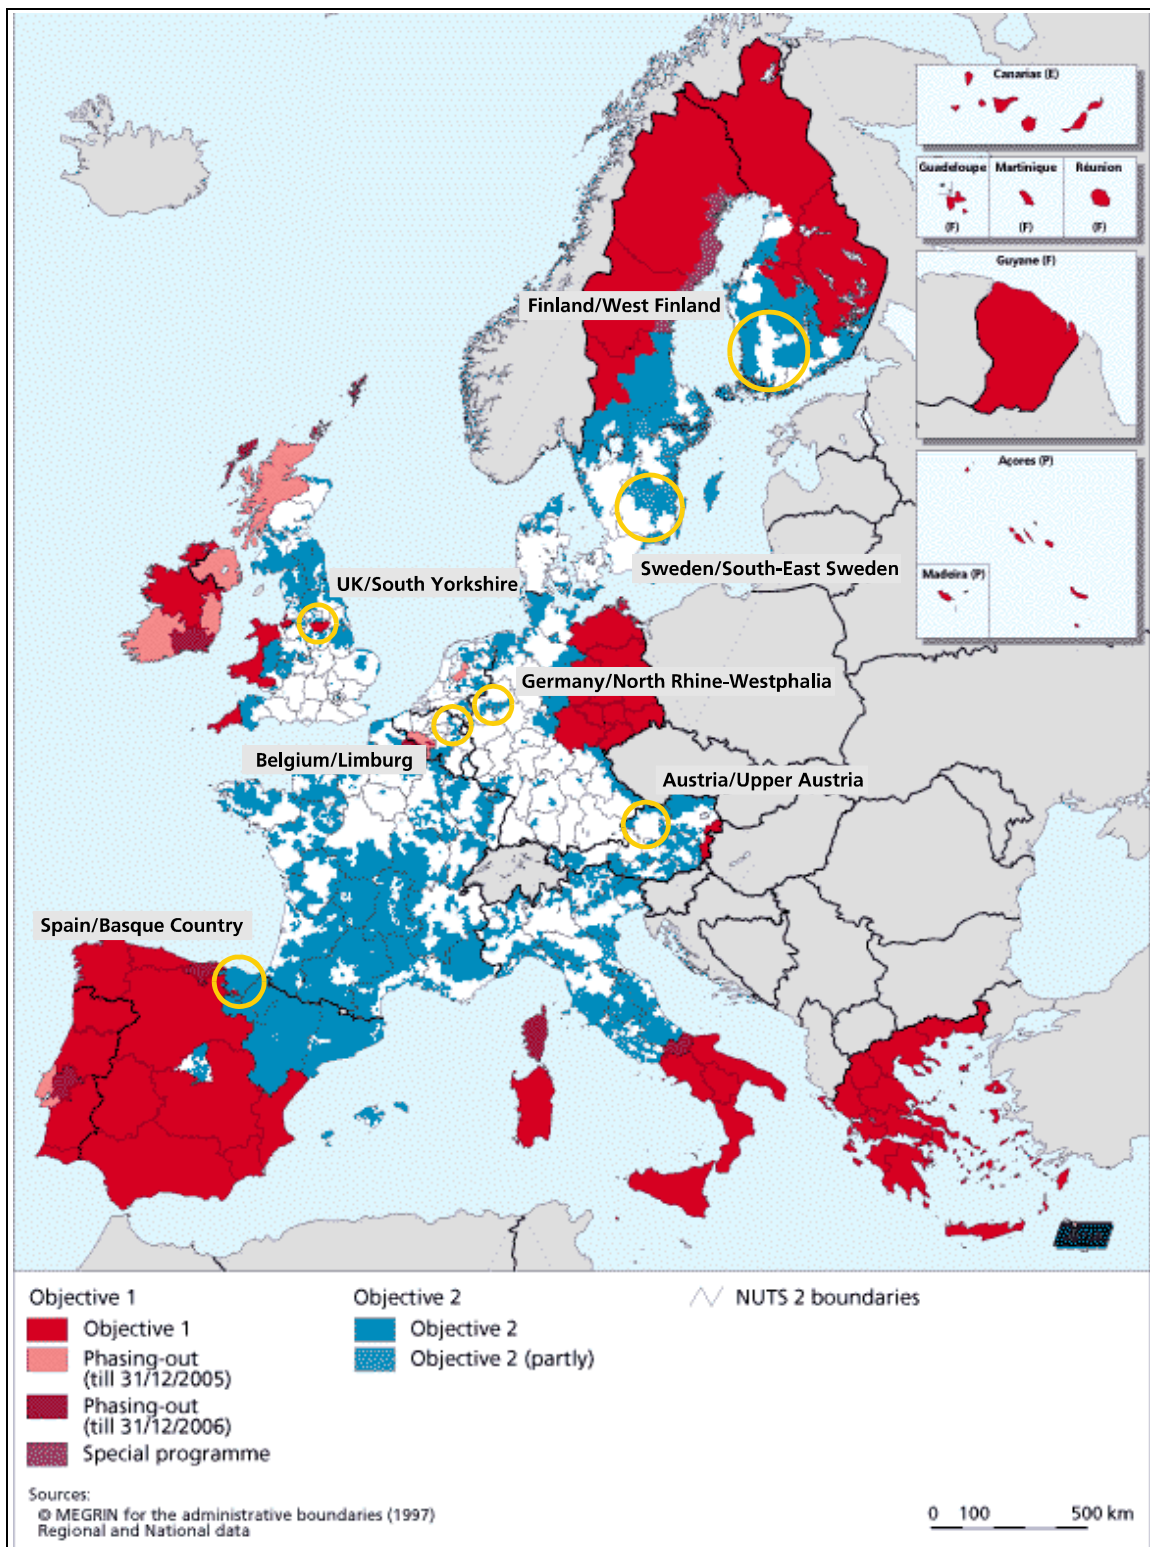 Canarias (E)
Guadeloupe
Martinique
Réunion
(F)
(F)
(F)
Guyane (F)
Finland/West Finland
Açores (P)
Sweden/South-East Sweden
Madeira (P)
UK/South Yorkshire
Germany/North Rhine-Westphalia
Belgium/Limburg
Austria/Upper Austria
Spain/Basque Country
Objective 1
Objective 1
Phasing-out
(till 31/12/2005)
Phasing-out
(till 31/12/2006)
Special programme
Objective 2
Objective 2
Objective 2 (partly)
NUTS 2 boundaries
Sources:
© MEGRIN for the administrative boundaries (1997)
Regional and National data
0 100 500 km